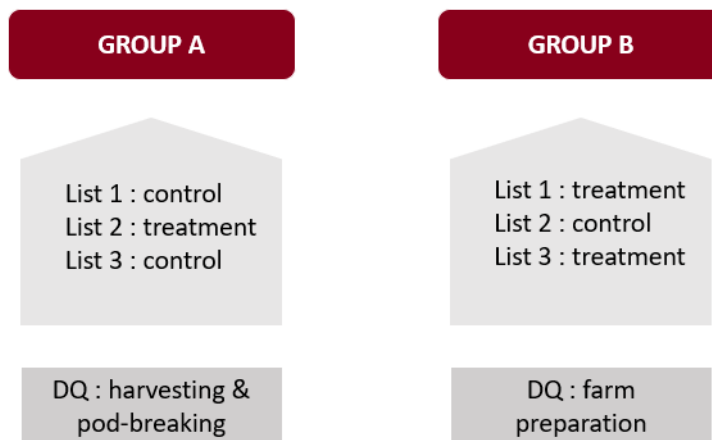 GROUP A
List 1 : control
List 2 : treatment
List 3 : control
DQ : harvesting &
pod-breaking
GROUP B
List 1 : treatment
List 2 : control
List 3 : treatment
DQ : farm
preparation